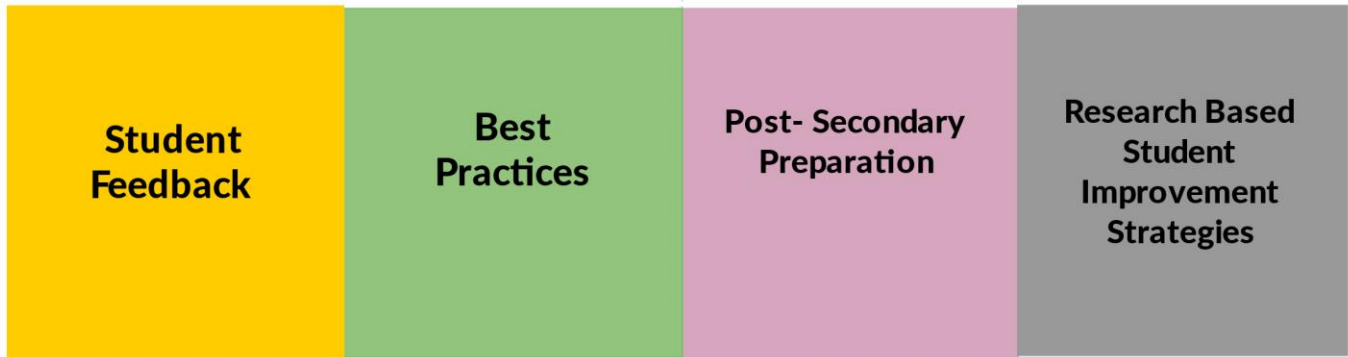 Student
Feedback
Best
Practices
Post- Secondary
Preparation
Research Based
Student
Improvement
Strategies